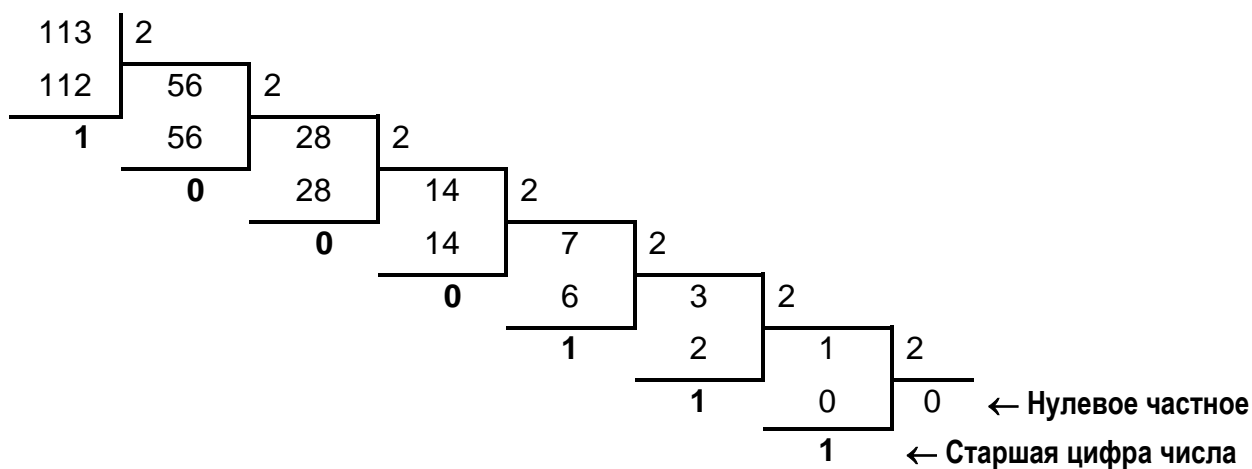 113 2
112 56 2
1 56 28 2
0 28 14 2
0 14 7 2
0 6 3 2
1 2 1 2
1 0 0 ← Нулевое частное
1 ← Старшая цифра числа